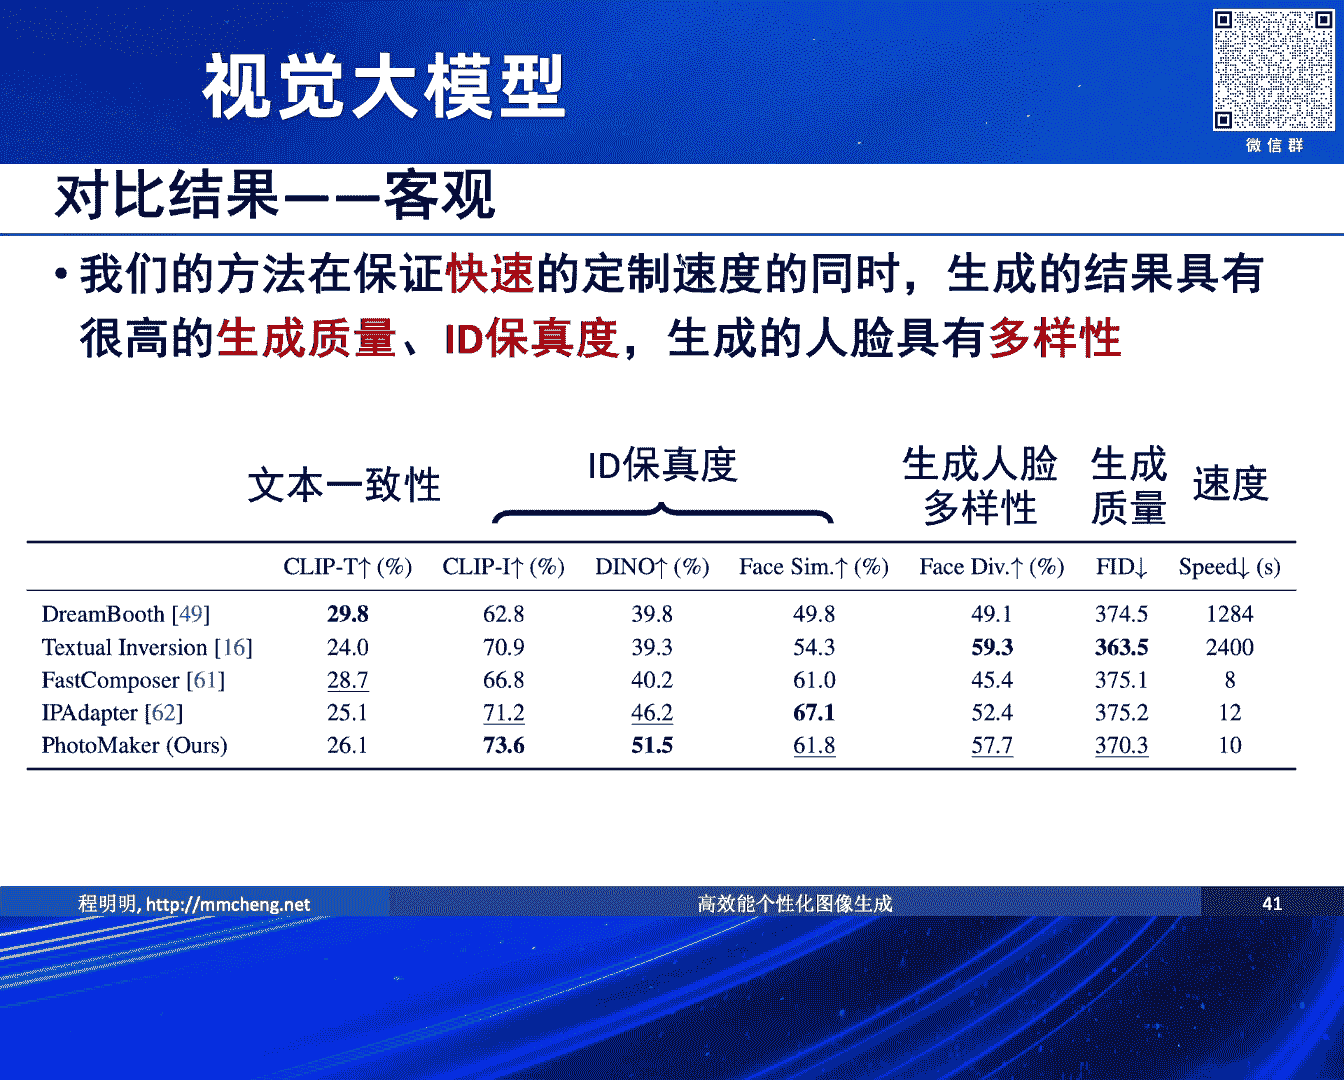 视觉大模型
微信群
对比结果——客观
• 我们的方法在保证快速的定制速度的同时，生成的结果具有
很高的生成质量、ID保真度，生成的人脸具有多样性
文本一致性 ID保真度 生成人脸多样性 生成质量 速度
CLIP-T↑ (%) CLIP-I↑ (%) DINO↑ (%) Face Sim.↑ (%) Face Div.↑ (%) FID↓ Speed↓ (s)
DreamBooth [49] 29.8 62.8 39.8 49.8 49.1 374.5 1284
Textual Inversion [16] 24.0 70.9 39.3 54.3 59.3 363.5 2400
FastComposer [61] 28.7 66.8 40.2 61.0 45.4 375.1 8
IPAdapter [62] 25.1 71.2 46.2 67.1 52.4 375.2 12
PhotoMaker (Ours) 26.1 73.6 51.5 61.8 57.7 370.3 10
程明明, http://mmcheng.net 高效能个性化图像生成 41